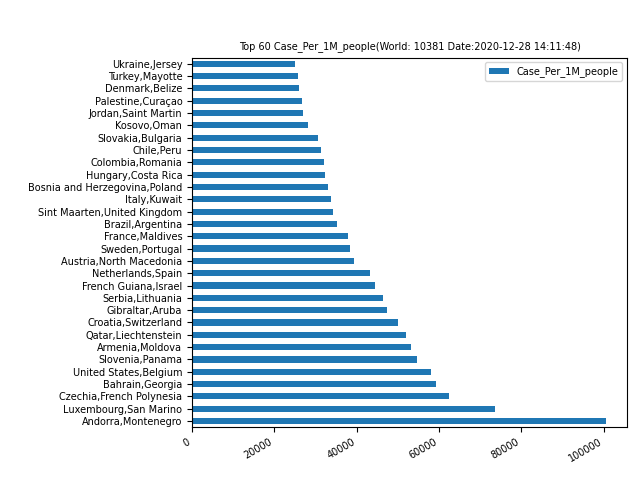 Top 60 Case_Per_1M_people(World: 10381 Date:2020-12-28 14:11:48)
Case_Per_1M_people
Ukraine,Jersey
Turkey,Mayotte
Denmark,Belize
Palestine,Curaçao
Jordan,Saint Martin
Kosovo,Oman
Slovakia,Bulgaria
Chile,Peru
Colombia,Romania
Hungary,Costa Rica
Bosnia and Herzegovina,Poland
Italy,Kuwait
Sint Maarten,United Kingdom
Brazil,Argentina
France,Maldives
Sweden,Portugal
Austria,North Macedonia
Netherlands,Spain
French Guiana,Israel
Serbia,Lithuania
Gibraltar,Aruba
Croatia,Switzerland
Qatar,Liechtenstein
Armenia,Moldova
Slovenia,Panama
United States,Belgium
Bahrain,Georgia
Czechia,French Polynesia
Luxembourg,San Marino
Andorra,Montenegro
0
20000
40000
60000
80000
100000